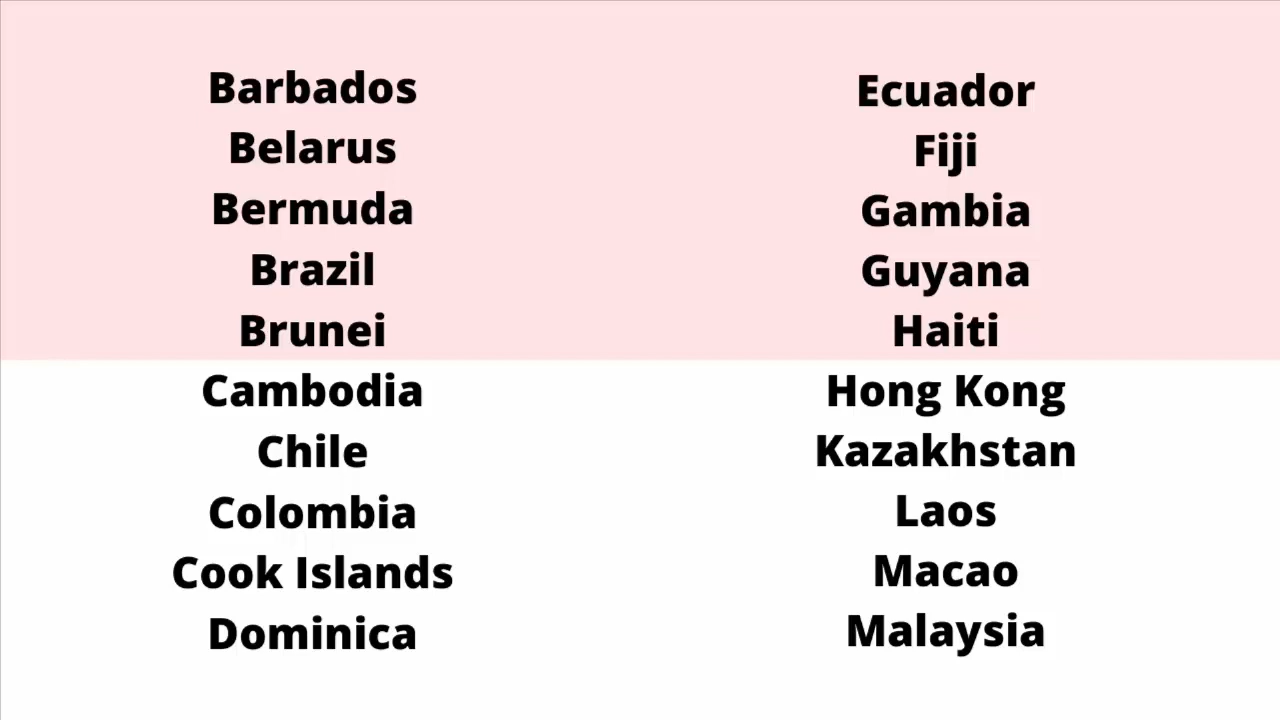 Barbados
Belarus
Bermuda
Brazil
Brunei
Cambodia
Chile
Colombia
Cook Islands
Dominica
Ecuador
Fiji
Gambia
Guyana
Haiti
Hong Kong
Kazakhstan
Laos
Macao
Malaysia